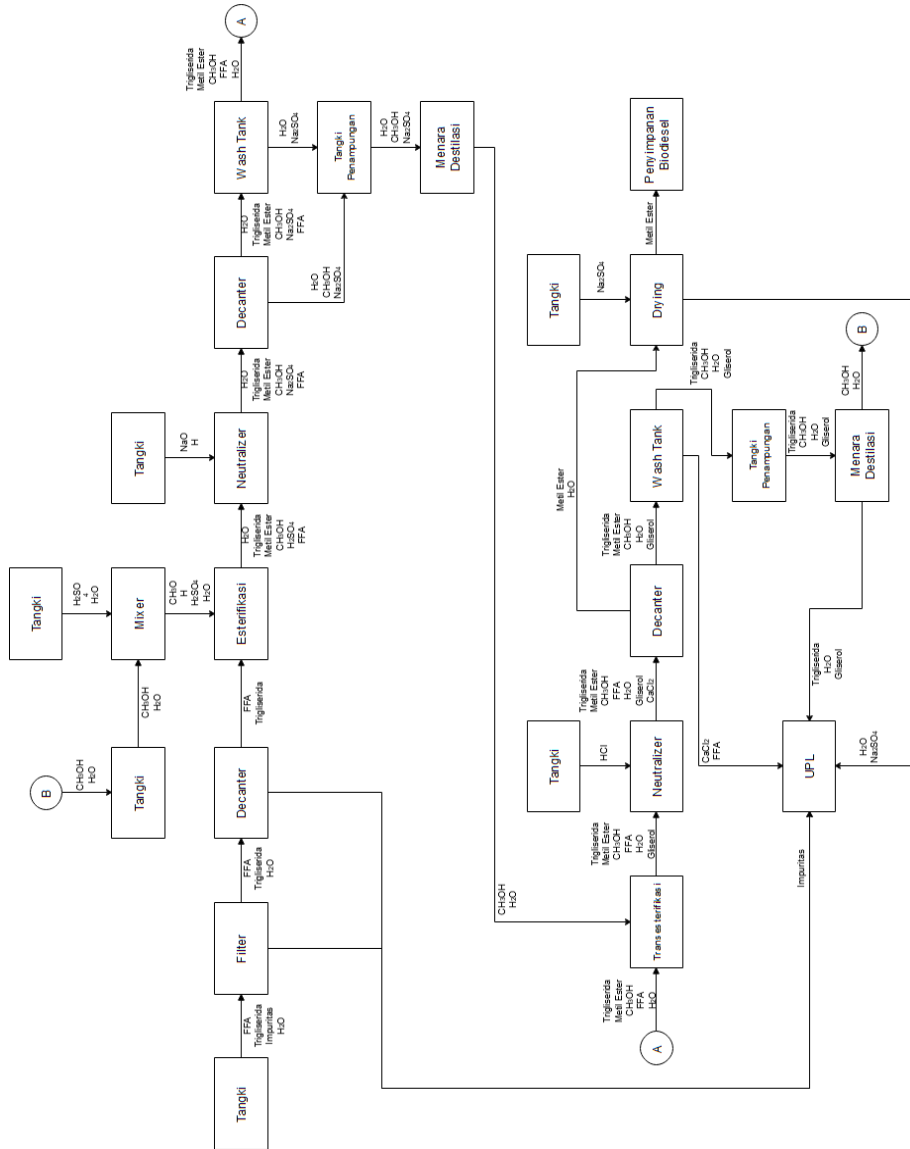 Tangki
FFA
Trigliserida
Impuritas
H₂O
Filter
FFA
Trigliserida
H₂O
Decanter
FFA
Trigliserida
Esterifikasi
H₂O
Trigliserida
Metil Ester
CH₃OH
H₂SO₄
FFA
Neutralizer
H₂O
Trigliserida
Metil Ester
CH₃OH
Na₂SO₄
FFA
Decanter
H₂O
Trigliserida
Metil Ester
CH₃OH
Na₂SO₄
FFA
Wash Tank
Trigliserida
Metil Ester
CH₃OH
FFA
H₂O
A
B
CH₃OH
H₂O
Tangki
CH₃OH
H₂O
Mixer
Tangki
H₂SO
4
H₂O
CH₃O
H
H₂SO₄
H₂O
Tangki
NaO
H
H₂O
CH₃OH
Na₂SO₄
H₂O
Na₂SO₄
Tangki
Penampungan
H₂O
CH₃OH
Na₂SO₄
Menara
Destilasi
CH₃OH
H₂O
A
Trigliserida
Metil Ester
CH₃OH
FFA
H₂O
Transesterifikasi
Trigliserida
Metil Ester
CH₃OH
FFA
H₂O
Gliserol
Neutralizer
Tangki
HCl
Trigliserida
Metil Ester
CH₃OH
FFA
H₂O
Gliserol
CaCl₂
Decanter
Metil Ester
H₂O
Trigliserida
Metil Ester
CH₃OH
H₂O
Gliserol
Wash Tank
CaCl₂
FFA
Trigliserida
CH₃OH
H₂O
Gliserol
Tangki
Penampungan
Trigliserida
CH₃OH
H₂O
Gliserol
Menara
Destilasi
CH₃OH
H₂O
B
Tangki
Na₂SO₄
Drying
Metil Ester
Penyimpanan
Biodiesel
Trigliserida
H₂O
Gliserol
UPL
H₂O
Na₂SO₄
Impuritas